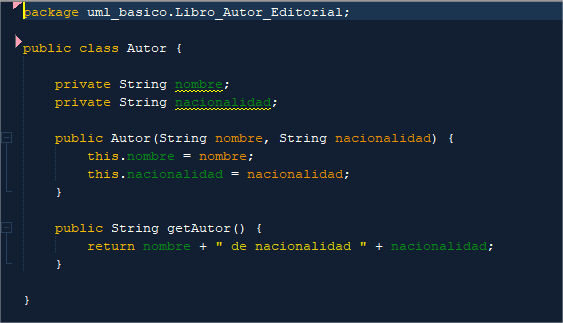 package uml_basico.Libro_Autor_Editorial;
public class Autor {
private String nombre;
private String nacionalidad;
public Autor(String nombre, String nacionalidad) {
this.nombre = nombre;
this.nacionalidad = nacionalidad;
}
public String getAutor() {
return nombre + " de nacionalidad " + nacionalidad;
}
}